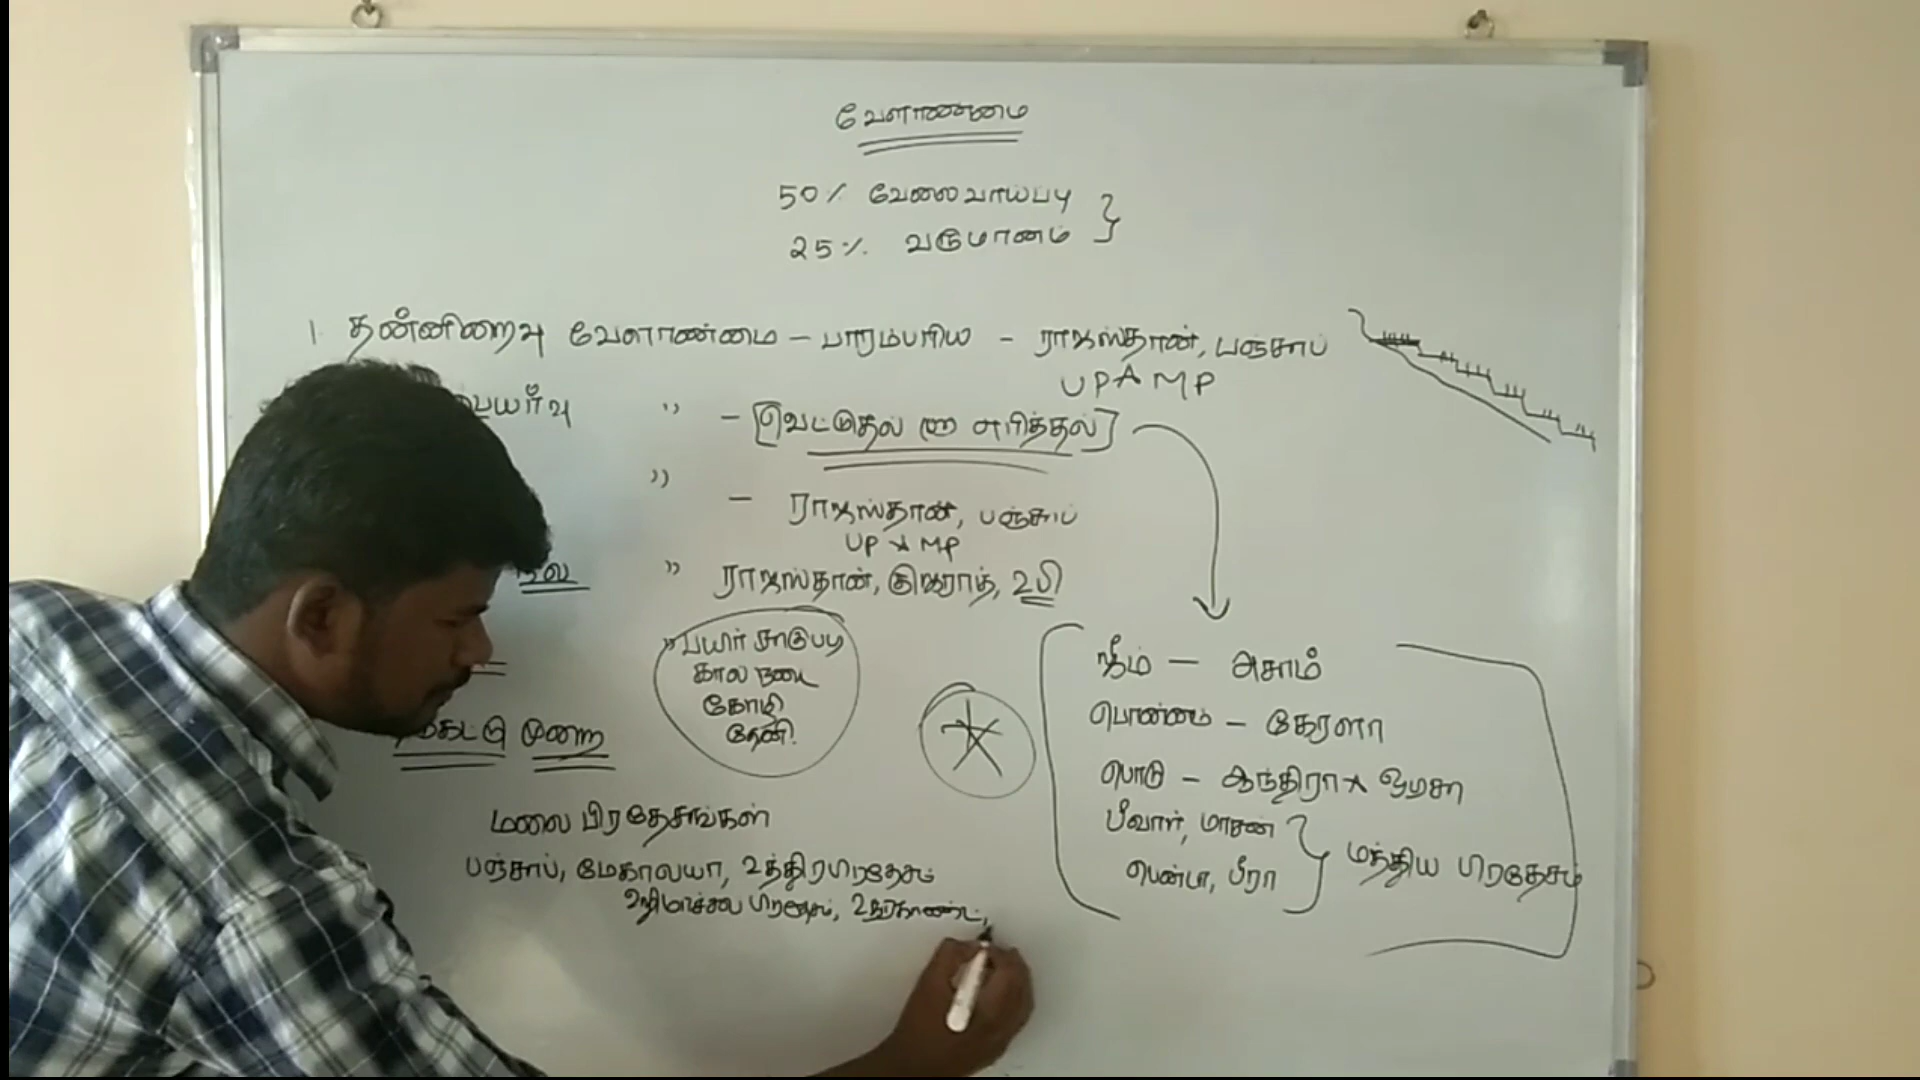 வேளாண்மை
50% வேலைவாய்ப்பு
25% வருமானம்
1. தன்னிறைவு வேளாண்மை – பாரம்பரிய - ராஜஸ்தான், பஞ்சாப்
UP & MP
பெயர்வு " – [வெட்டுதல் & எரித்தல்]
" – ராஜஸ்தான், பஞ்சாப்
UP & MP
" ராஜஸ்தான், குஜராத், உபி
" பயிர் சாகுபடி
கால்நடை
கோழி
தேனி
ஜீம் – அசாம்
பொன்னம் – கேரளா
பொடு – ஆந்திரா & ஒடிசா
பீவார், மாசன்
பென்டா, பீரா
மத்திய பிரதேசம்
முறை
மலை பிரதேசங்கள்
பஞ்சாப், மேகாலயா, உத்திரபிரதேசம்
ஹிமாச்சல பிரதேசம், உத்ரகாண்ட்,